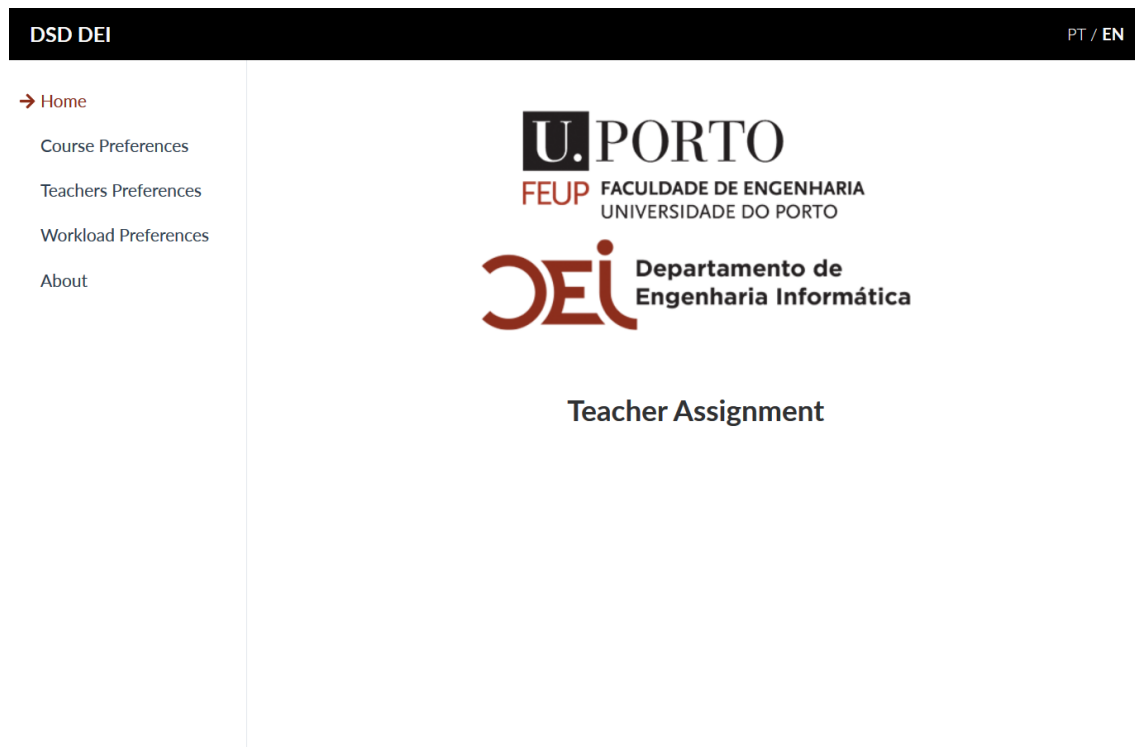 DSD DEI
PT / EN
Home
Course Preferences
Teachers Preferences
Workload Preferences
About
U. PORTO
FEUP FACULDADE DE ENGENHARIA
UNIVERSIDADE DO PORTO
DEI Departamento de
Engenharia Informática
Teacher Assignment